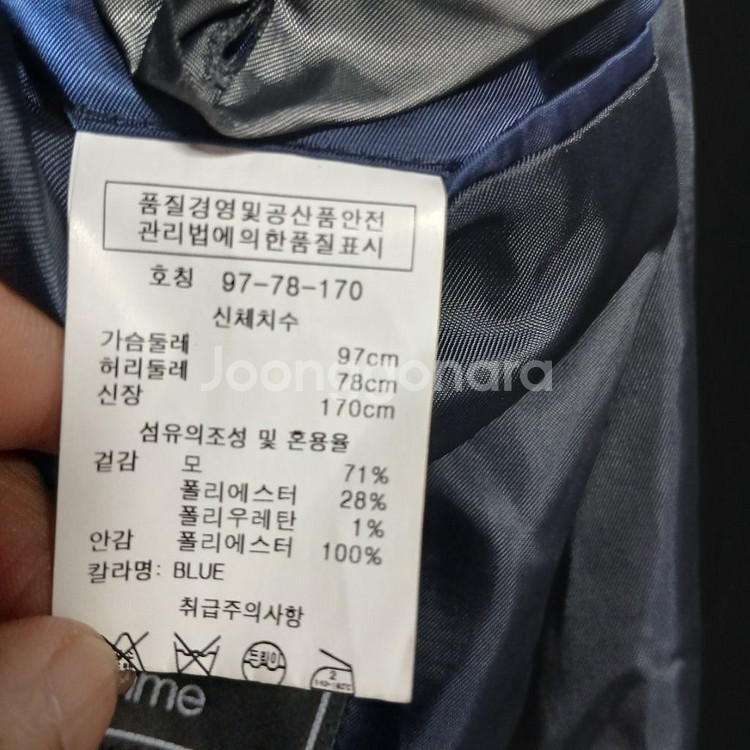 품질경영및공산품안전
관리법에의한품질표시
호칭 97-78-170
신체치수
가슴둘레 97cm
허리둘레 78cm
신장 170cm
섬유의조성 및 혼용율
겉감 모 71%
폴리에스터 28%
폴리우레탄 1%
안감 폴리에스터 100%
칼라명: BLUE
취급주의사항
드라이
2
ime
Joonggonara